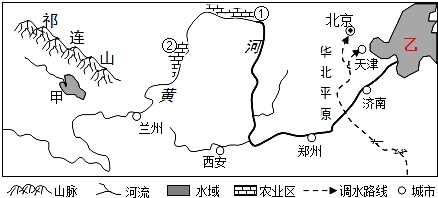 祁连山
甲
①
②
黄河
兰州
西安
郑州
济南
北京
天津
华北平原
乙
山脉 河流 水域 农业区 调水路线 城市